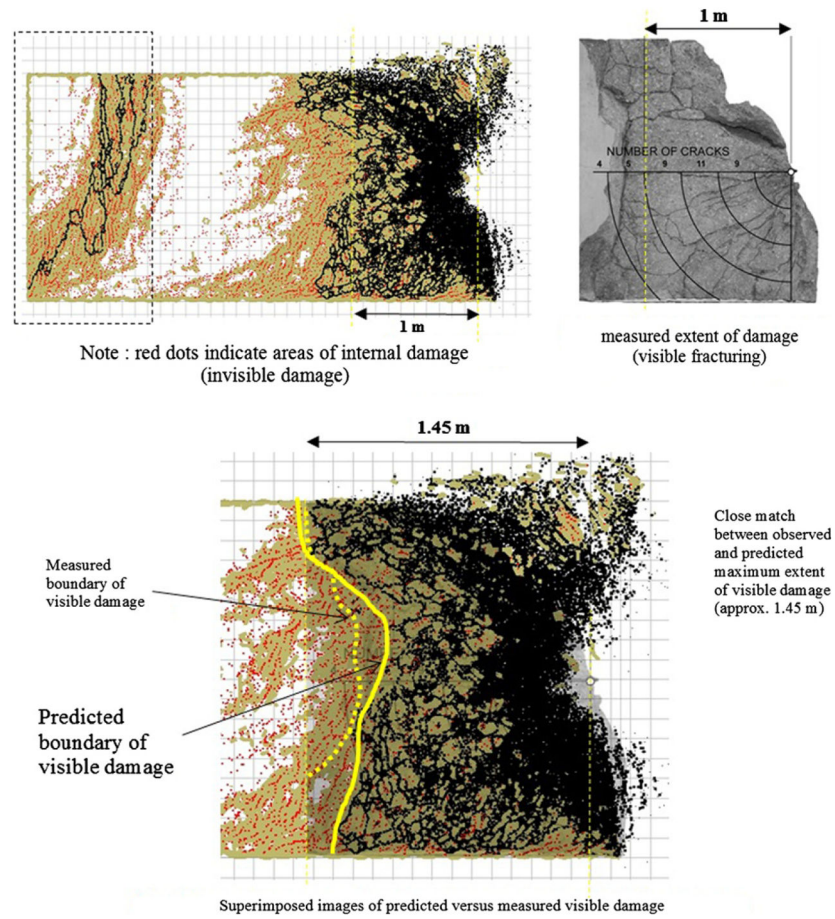 1 m
NUMBER OF CRACKS
4 5 9 11 9
1 m
Note : red dots indicate areas of internal damage
(invisible damage)
measured extent of damage
(visible fracturing)
1.45 m
Measured
boundary of
visible damage
Predicted
boundary of
visible damage
Close match
between observed
and predicted
maximum extent
of visible damage
(approx. 1.45 m)
Superimposed images of predicted versus measured visible damage